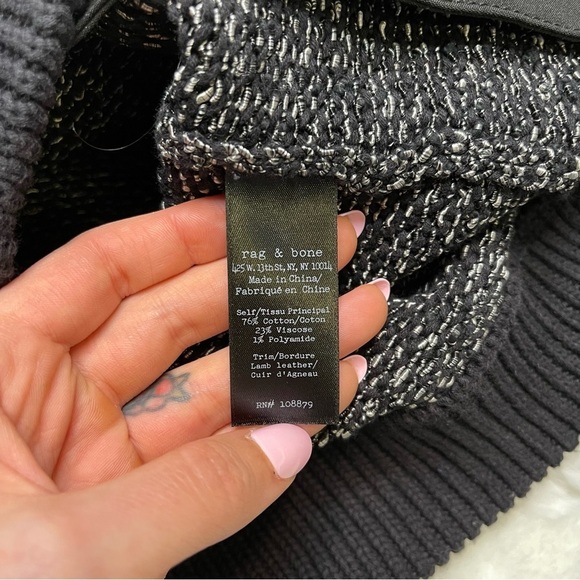 rag & bone
425 W. 13th St, NY, NY 10014
Made in China/
Fabriqué en Chine
Self/Tissu Principal
76% Cotton/Coton
23% Viscose
1% Polyamide
Trim/Bordure
Lamb leather/
Cuir d'Agneau
RN# 108879